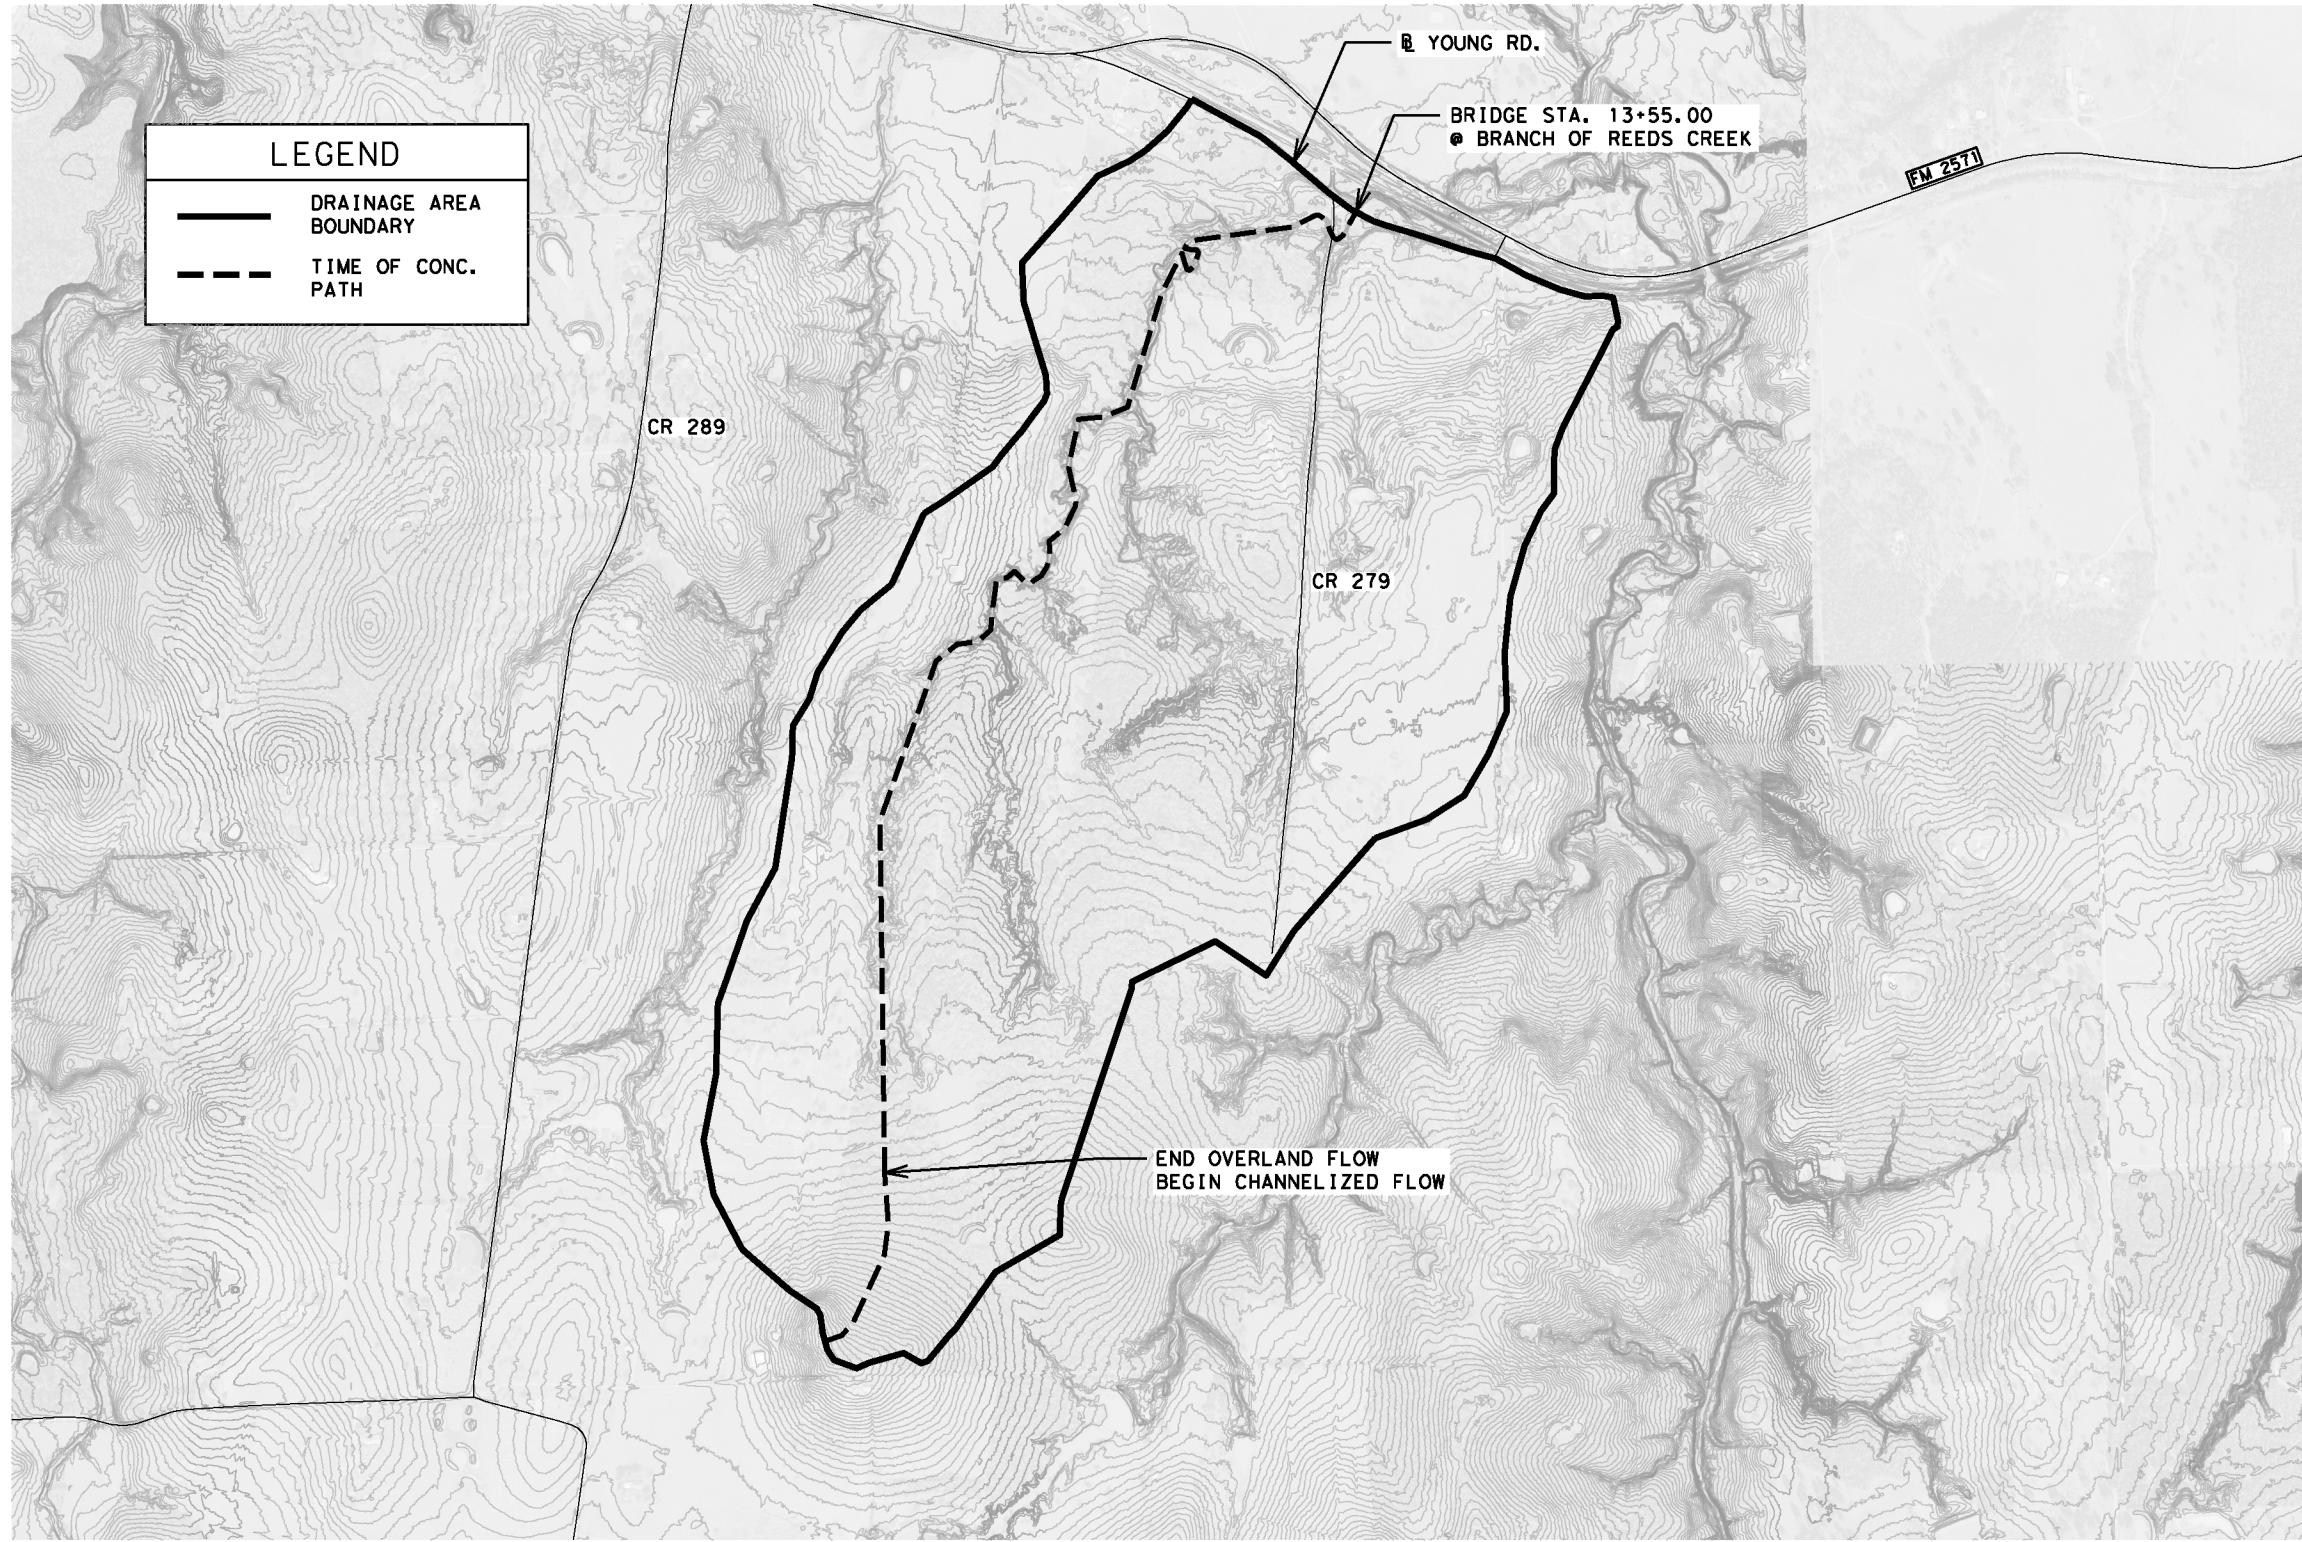 ℄ YOUNG RD.
BRIDGE STA. 13+55.00
@ BRANCH OF REEDS CREEK
FM 2571
LEGEND
DRAINAGE AREA
BOUNDARY
TIME OF CONC.
PATH
CR 289
CR 279
END OVERLAND FLOW
BEGIN CHANNELIZED FLOW